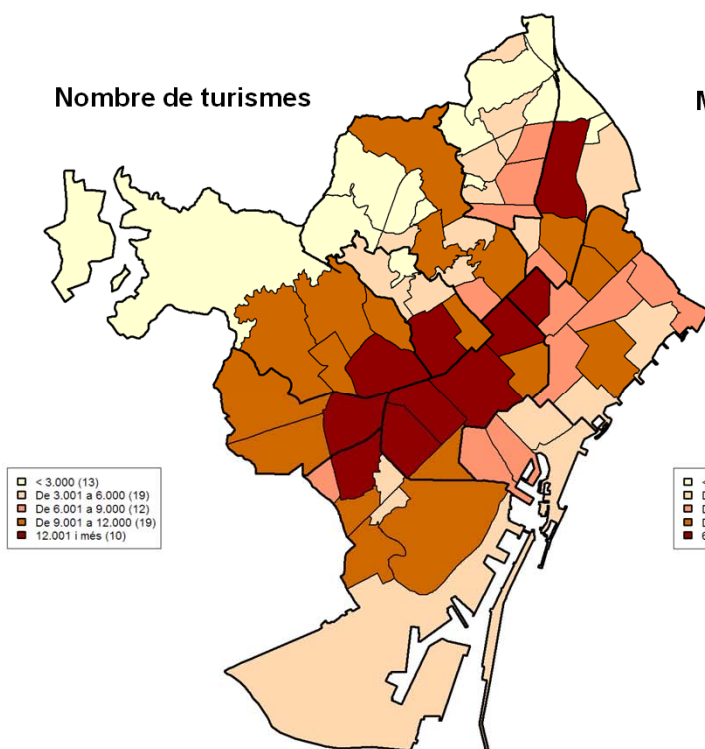 Nombre de turismes
M
< 3.000 (13)
De 3.001 a 6.000 (19)
De 6.001 a 9.000 (12)
De 9.001 a 12.000 (19)
12.001 i més (10)
<
D
D
D
6